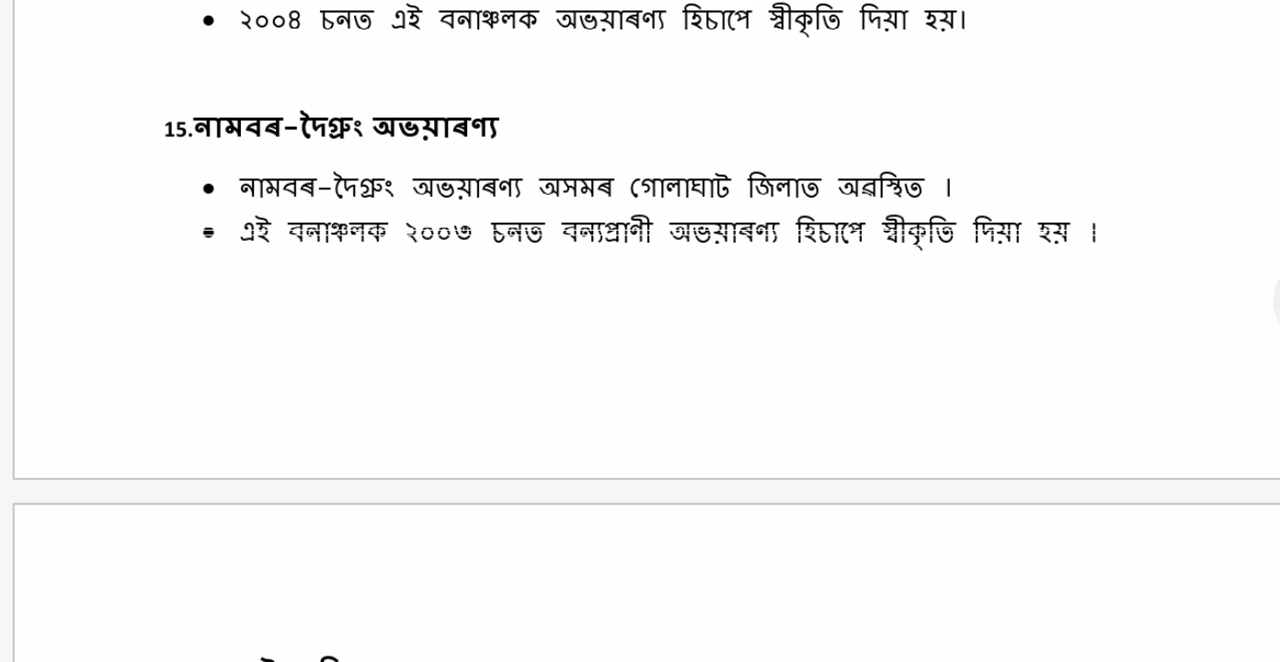 • ২০০৪ চনত এই বনাঞ্চলক অভয়াৰণ্য হিচাপে স্বীকৃতি দিয়া হয়।
15.নামবৰ-দৈগ্ৰুং অভয়াৰণ্য
• নামবৰ-দৈগ্ৰুং অভয়াৰণ্য অসমৰ গোলাঘাট জিলাত অৱস্থিত ।
• এই বনাঞ্চলক ২০০৩ চনত বন্যপ্ৰাণী অভয়াৰণ্য হিচাপে স্বীকৃতি দিয়া হয় ।